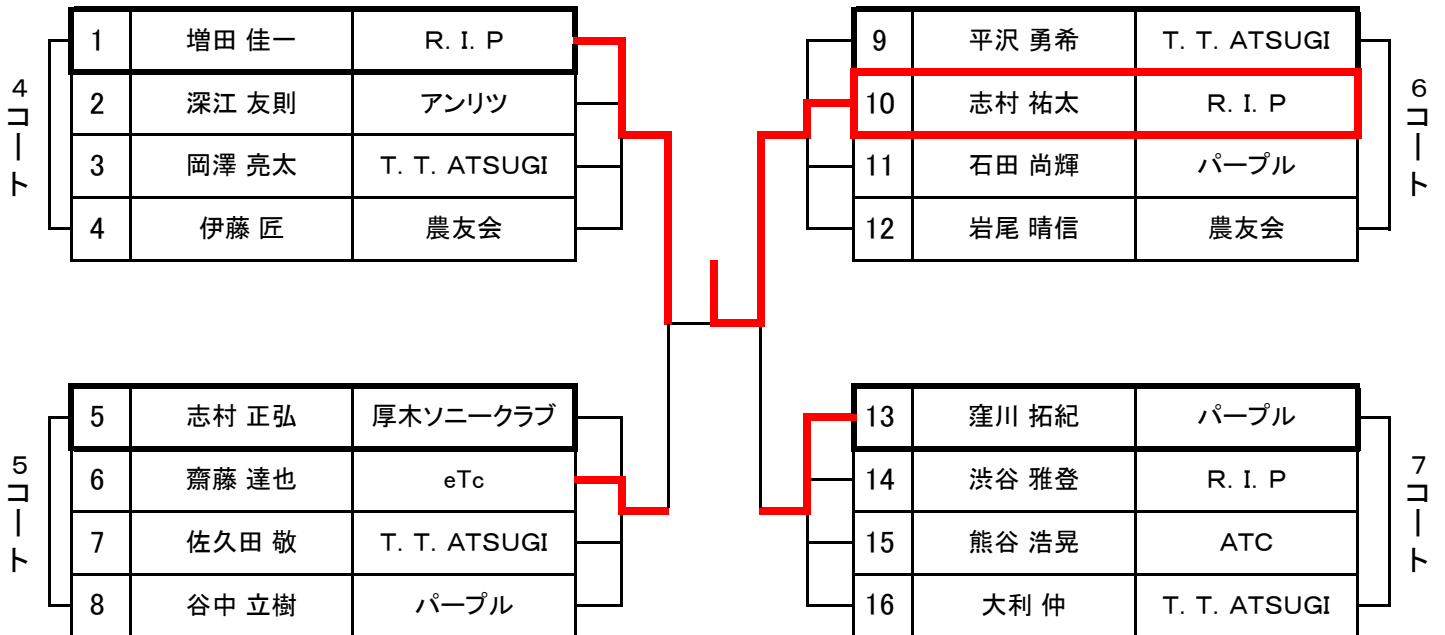 4コート
1 増田 佳一 R. I. P
2 深江 友則 アンリツ
3 岡澤 亮太 T. T. ATSUGI
4 伊藤 匠 農友会
5コート
5 志村 正弘 厚木ソニークラブ
6 齋藤 達也 eTc
7 佐久田 敬 T. T. ATSUGI
8 谷中 立樹 パープル
9 平沢 勇希 T. T. ATSUGI
10 志村 祐太 R. I. P
11 石田 尚輝 パープル
12 岩尾 晴信 農友会
6コート
13 窪川 拓紀 パープル
14 渋谷 雅登 R. I. P
15 熊谷 浩晃 ATC
16 大利 仲 T. T. ATSUGI
7コート